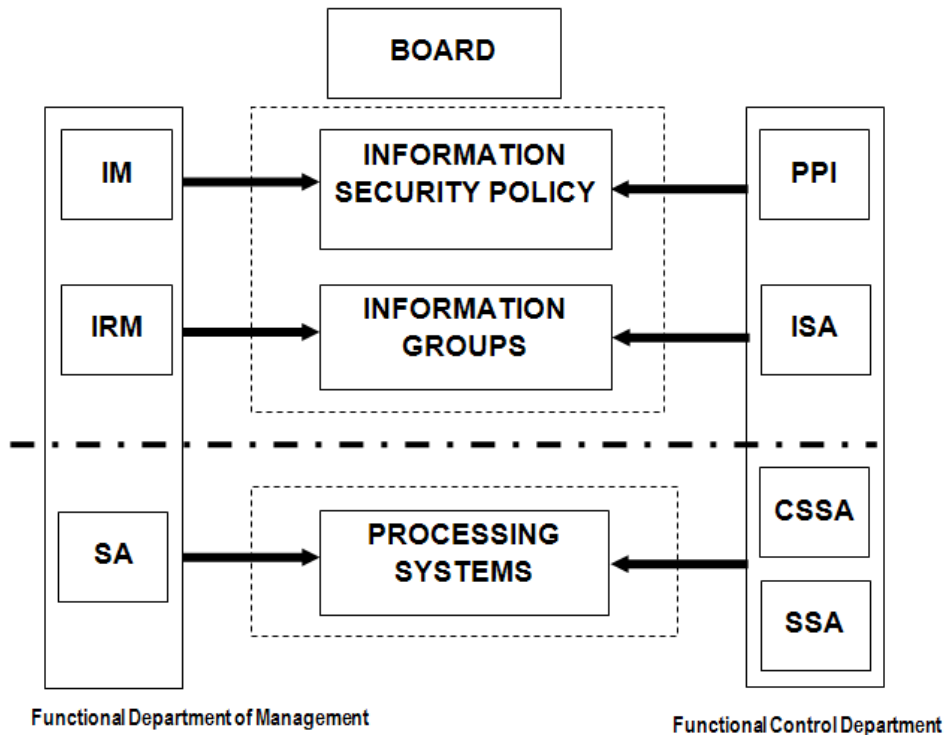 BOARD
IM
INFORMATION
SECURITY POLICY
PPI
IRM
INFORMATION
GROUPS
ISA
SA
PROCESSING
SYSTEMS
CSSA
SSA
Functional Department of Management
Functional Control Department